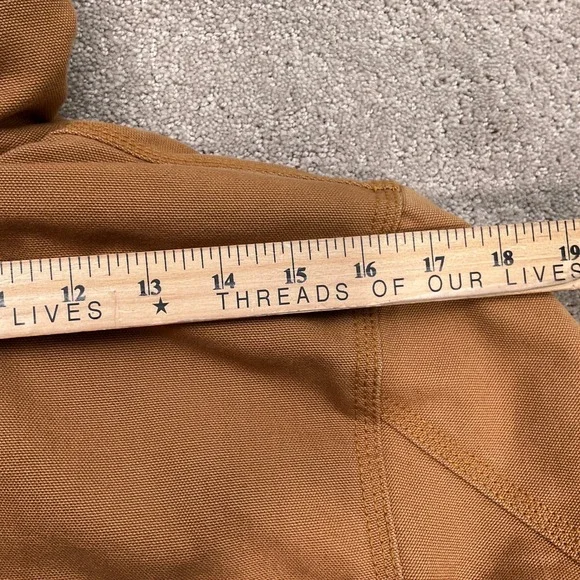 12 13 14 15 16 17 18 19
LIVES ★ THREADS OF OUR LIVES